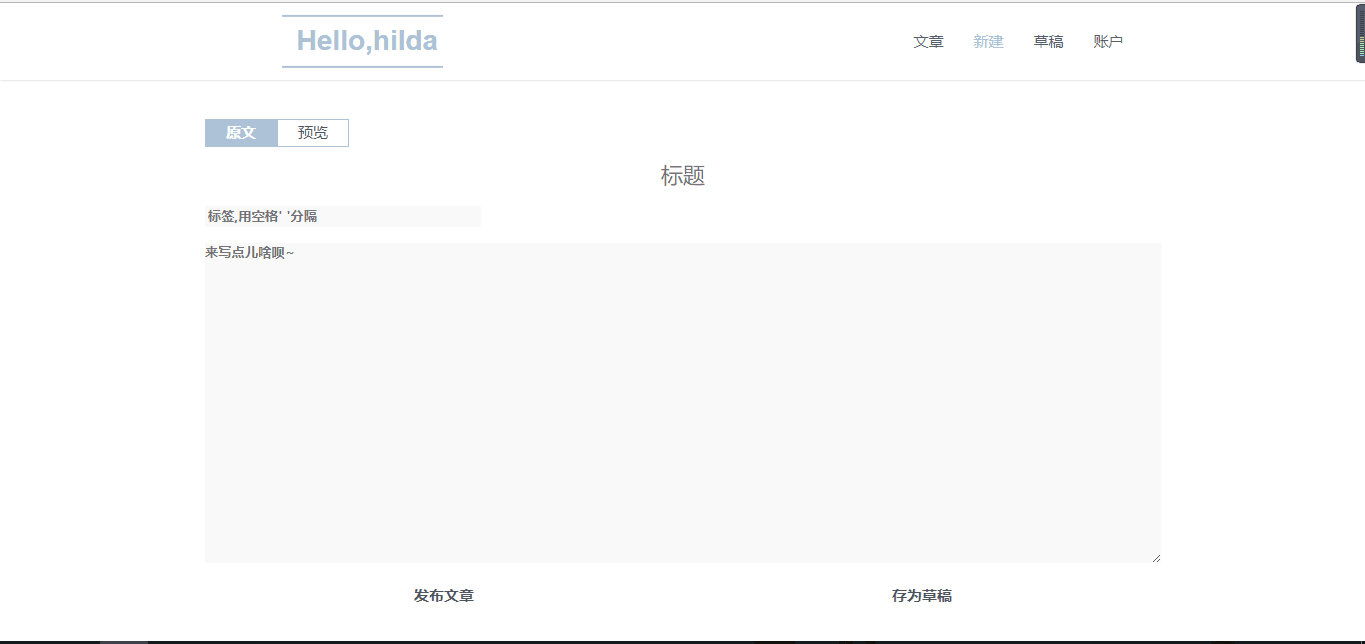 Hello,hilda
文章 新建 草稿 账户
原文 预览
标题
标签,用空格' '分隔
来写点儿啥呗~
发布文章 存为草稿